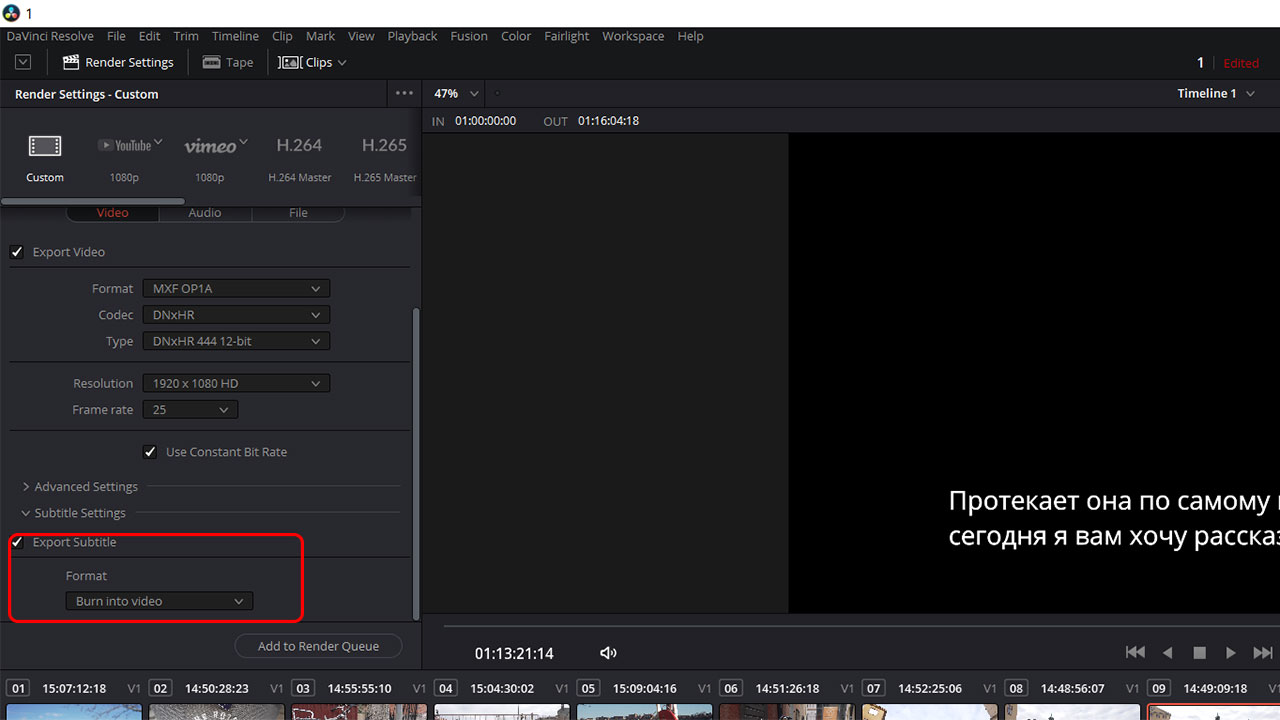 1
DaVinci Resolve File Edit Trim Timeline Clip Mark View Playback Fusion Color Fairlight Workspace Help
Render Settings Tape Clips 1 Edited
Render Settings - Custom 47% Timeline 1
IN 01:00:00:00 OUT 01:16:04:18
YouTube vimeo H.264 H.265
Custom 1080p 1080p H.264 Master H.265 Master
Video Audio File
Export Video
Format MXF OP1A
Codec DNxHR
Type DNxHR 444 12-bit
Resolution 1920 x 1080 HD
Frame rate 25
Use Constant Bit Rate
Advanced Settings
Протекает она по самому
Subtitle Settings
сегодня я вам хочу расска
Export Subtitle
Format
Burn into video
Add to Render Queue 01:13:21:14
01 15:07:12:18 V1 02 14:50:28:23 V1 03 14:55:55:10 V1 04 15:04:30:02 V1 05 15:09:04:16 V1 06 14:51:26:18 V1 07 14:52:25:06 V1 08 14:48:56:07 V1 09 14:49:09:18